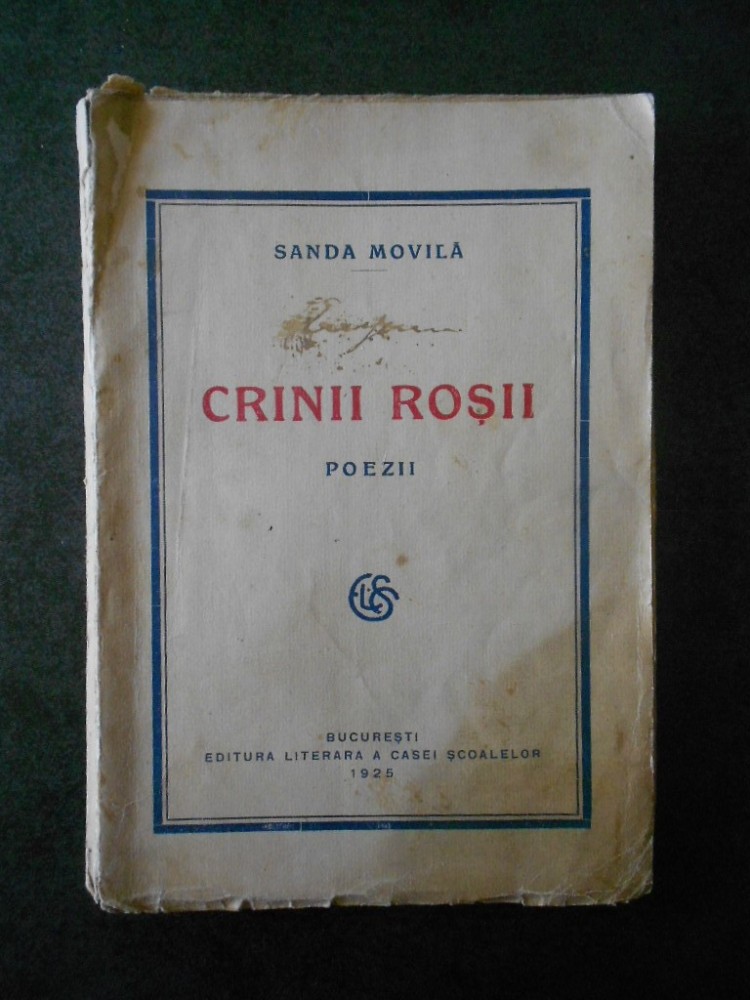 SANDA MOVILĂ
CRINII ROȘII
POEZII
BUCUREȘTI
EDITURA LITERARA A CASEI ȘCOALELOR
1925